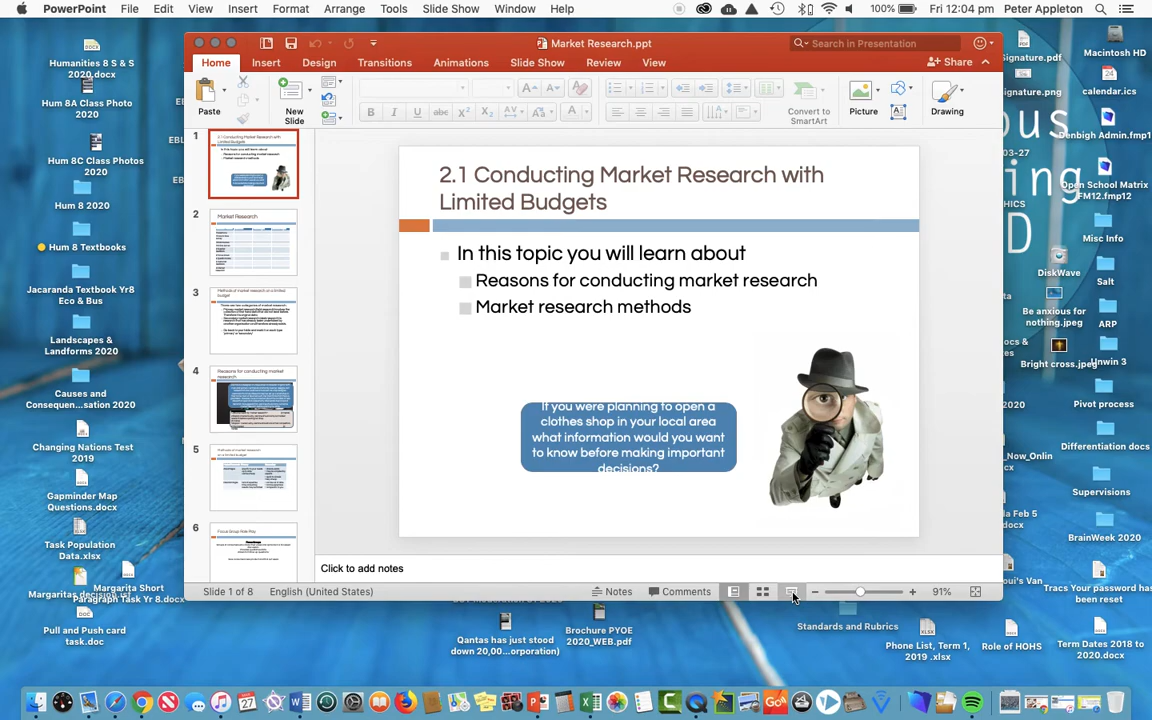 PowerPoint File Edit View Insert Format Arrange Tools Slide Show Window Help 100% Fri 12:04 pm Peter Appleton
Market Research.ppt
Search in Presentation
Home Insert Design Transitions Animations Slide Show Review View Share
Paste
New
Slide
Convert to
SmartArt
Picture
Drawing
1
2
Market Research
3
4
5
6
2.1 Conducting Market Research with
Limited Budgets
In this topic you will learn about
Reasons for conducting market research
Market research methods
If you were planning to open a
clothes shop in your local area
what information would you want
to know before making important
decisions?
Click to add notes
Slide 1 of 8 English (United States) Notes Comments 91%
DOCX
Humanities 8 S & S
2020.docx
Hum 8A Class Photo
2020
Hum 8C Class Photos
2020
Hum 8 2020
Hum 8 Textbooks
Jacaranda Textbook Yr8
Eco & Bus
Landscapes &
Landforms 2020
Causes and
Consequen...sation 2020
Changing Nations Test
2019
Gapminder Map
Questions.docx
Task Population
Data.xlsx
Margarita Short
Paragraph Task Yr 8.docx
Pull and Push card
task.doc
Qantas has just stood
down 20,00...orporation)
Brochure PYOE
2020_WEB.pdf
Standards and Rubrics
Phone List, Term 1,
2019 .xlsx
Role of HOHS
Term Dates 2018 to
2020.docx
Macintosh HD
calendar.ics
Denbigh Admin.fmp12
Open School Matrix
FM12.fmp12
Misc Info
DiskWave
Salt
Be anxious for
nothing.jpeg
ARP
Bright cross.jpeg
Unwin 3
Pivot process
Differentiation docs
Supervisions
BrainWeek 2020
Tracs Your password has
been reset